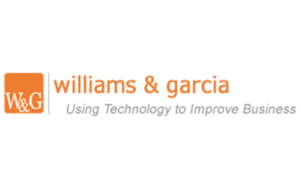 W&G
williams & garcia
Using Technology to Improve Business